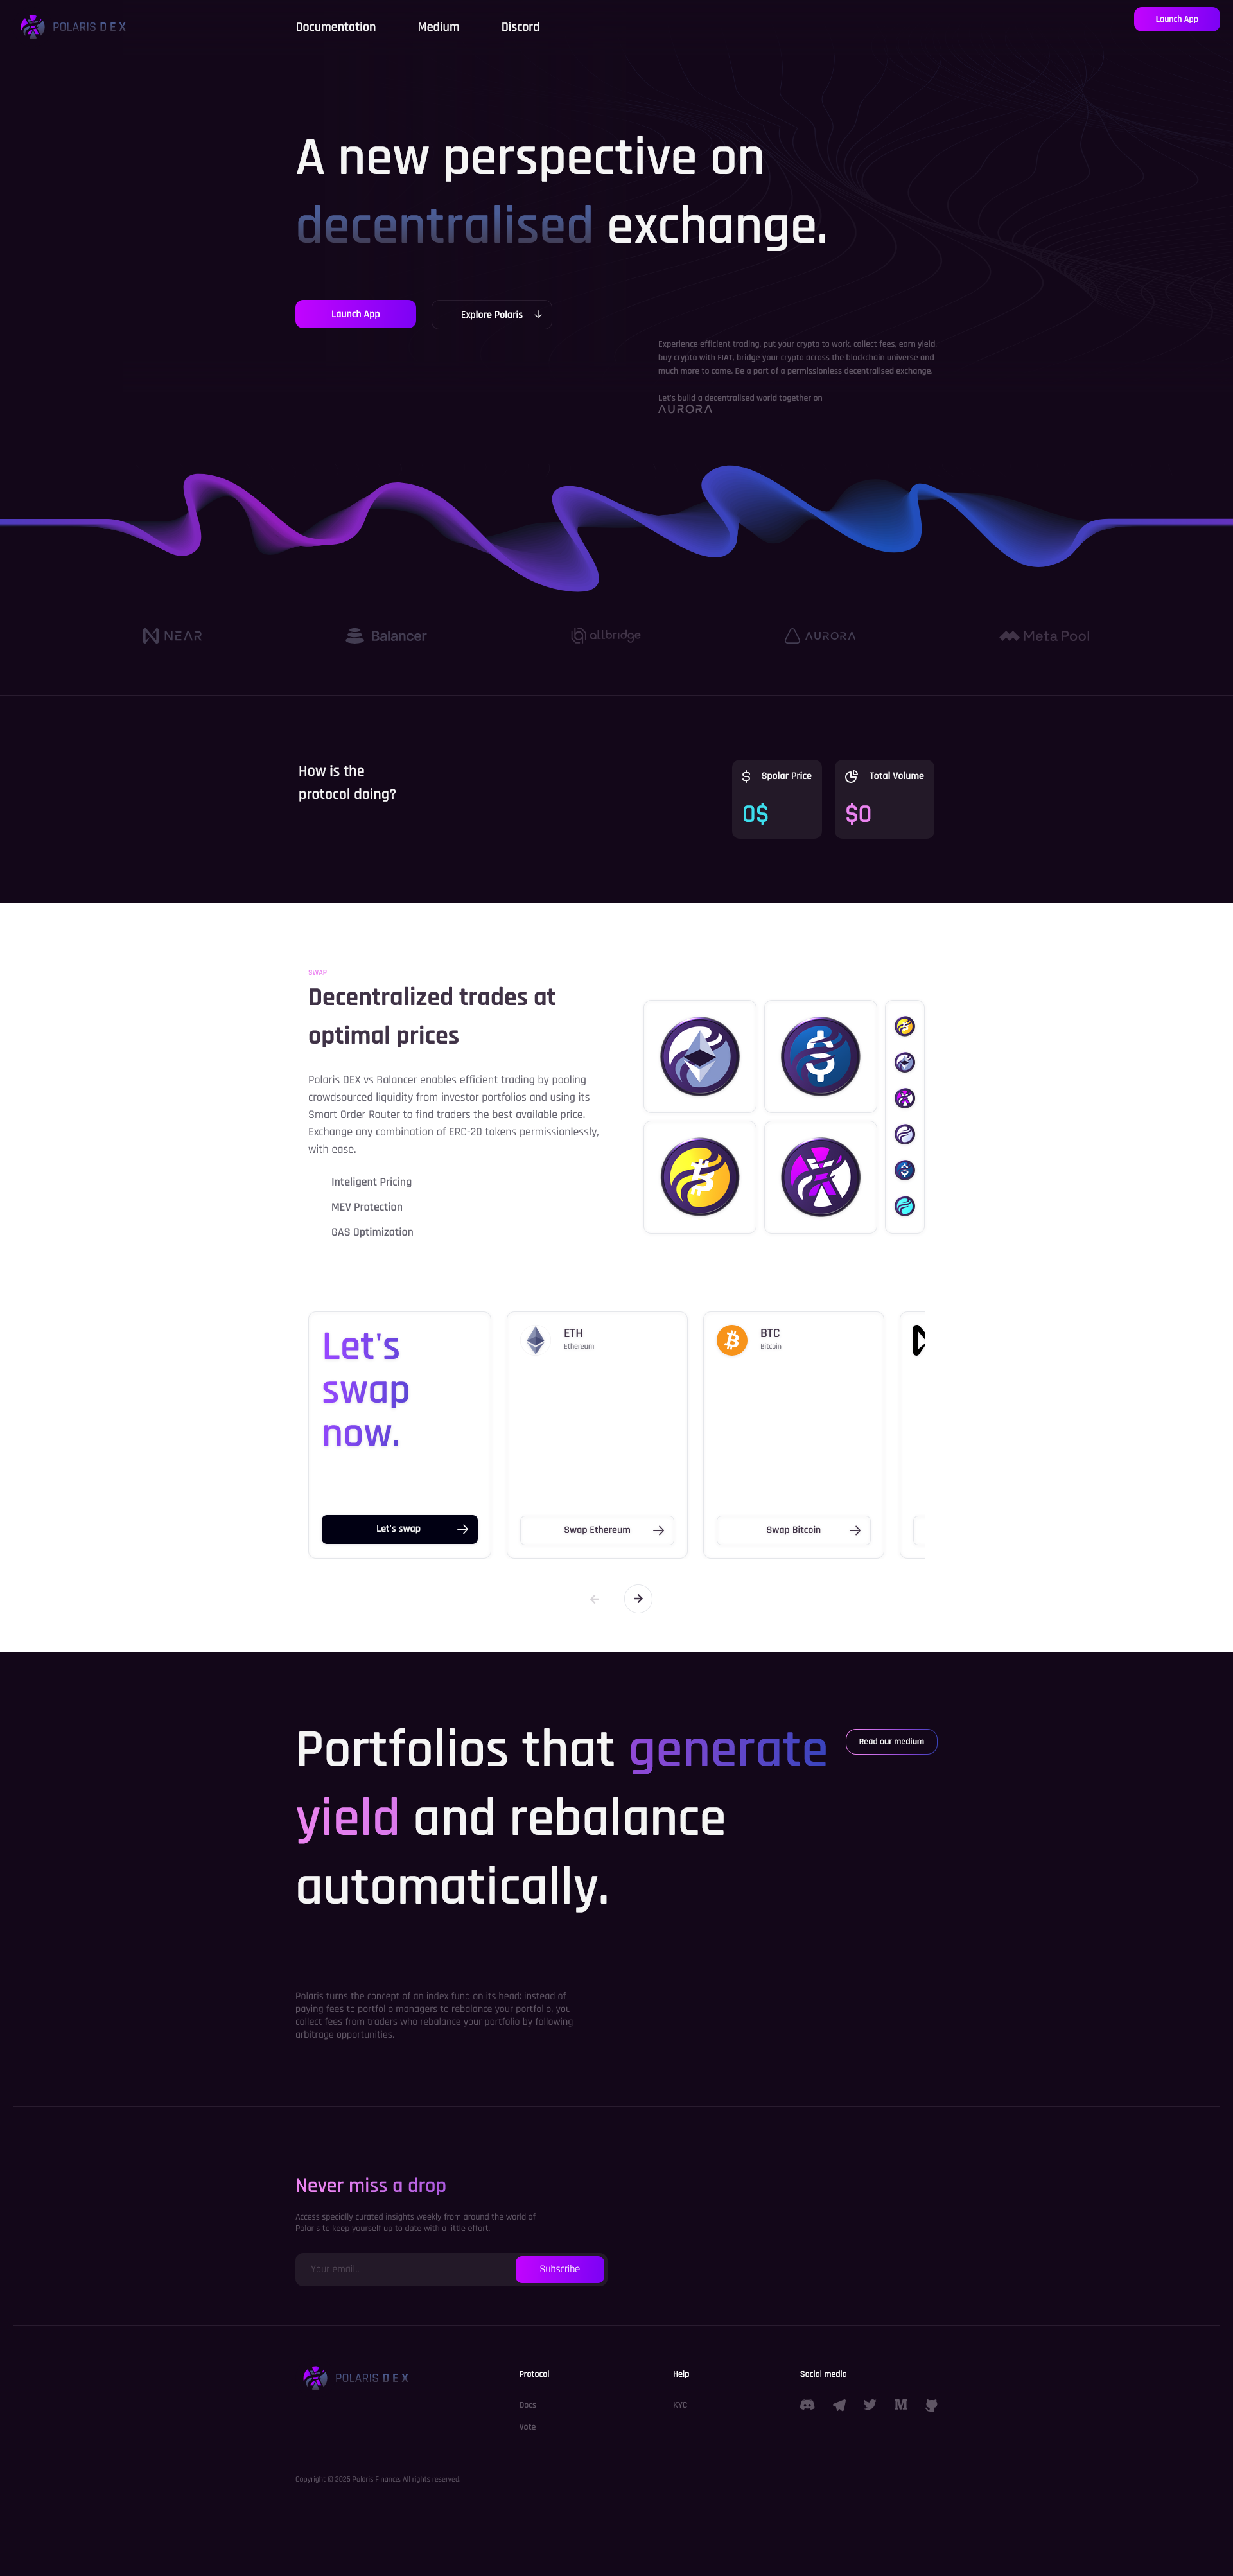 POLARIS DEX
Documentation
Medium
Discord
Launch App
A new perspective on
decentralised exchange.
Launch App
Explore Polaris
Experience efficient trading, put your crypto to work, collect fees, earn yield,
buy crypto with FIAT, bridge your crypto across the blockchain universe and
much more to come. Be a part of a permissionless decentralised exchange.
Let's build a decentralised world together on
AURORA
NEAR
Balancer
allbridge
AURORA
Meta Pool
How is the
protocol doing?
Spolar Price
0$
Total Volume
$0
SWAP
Decentralized trades at
optimal prices
Polaris DEX vs Balancer enables efficient trading by pooling
crowdsourced liquidity from investor portfolios and using its
Smart Order Router to find traders the best available price.
Exchange any combination of ERC-20 tokens permissionlessly,
with ease.
Inteligent Pricing
MEV Protection
GAS Optimization
Let's
swap
now.
Let's swap
ETH
Ethereum
Swap Ethereum
BTC
Bitcoin
Swap Bitcoin
Portfolios that generate
yield and rebalance
automatically.
Read our medium
Polaris turns the concept of an index fund on its head: instead of
paying fees to portfolio managers to rebalance your portfolio, you
collect fees from traders who rebalance your portfolio by following
arbitrage opportunities.
Never miss a drop
Access specially curated insights weekly from around the world of
Polaris to keep yourself up to date with a little effort.
Your email...
Subscribe
POLARIS DEX
Protocol
Docs
Vote
Help
KYC
Social media
Copyright © 2025 Polaris Finance. All rights reserved.